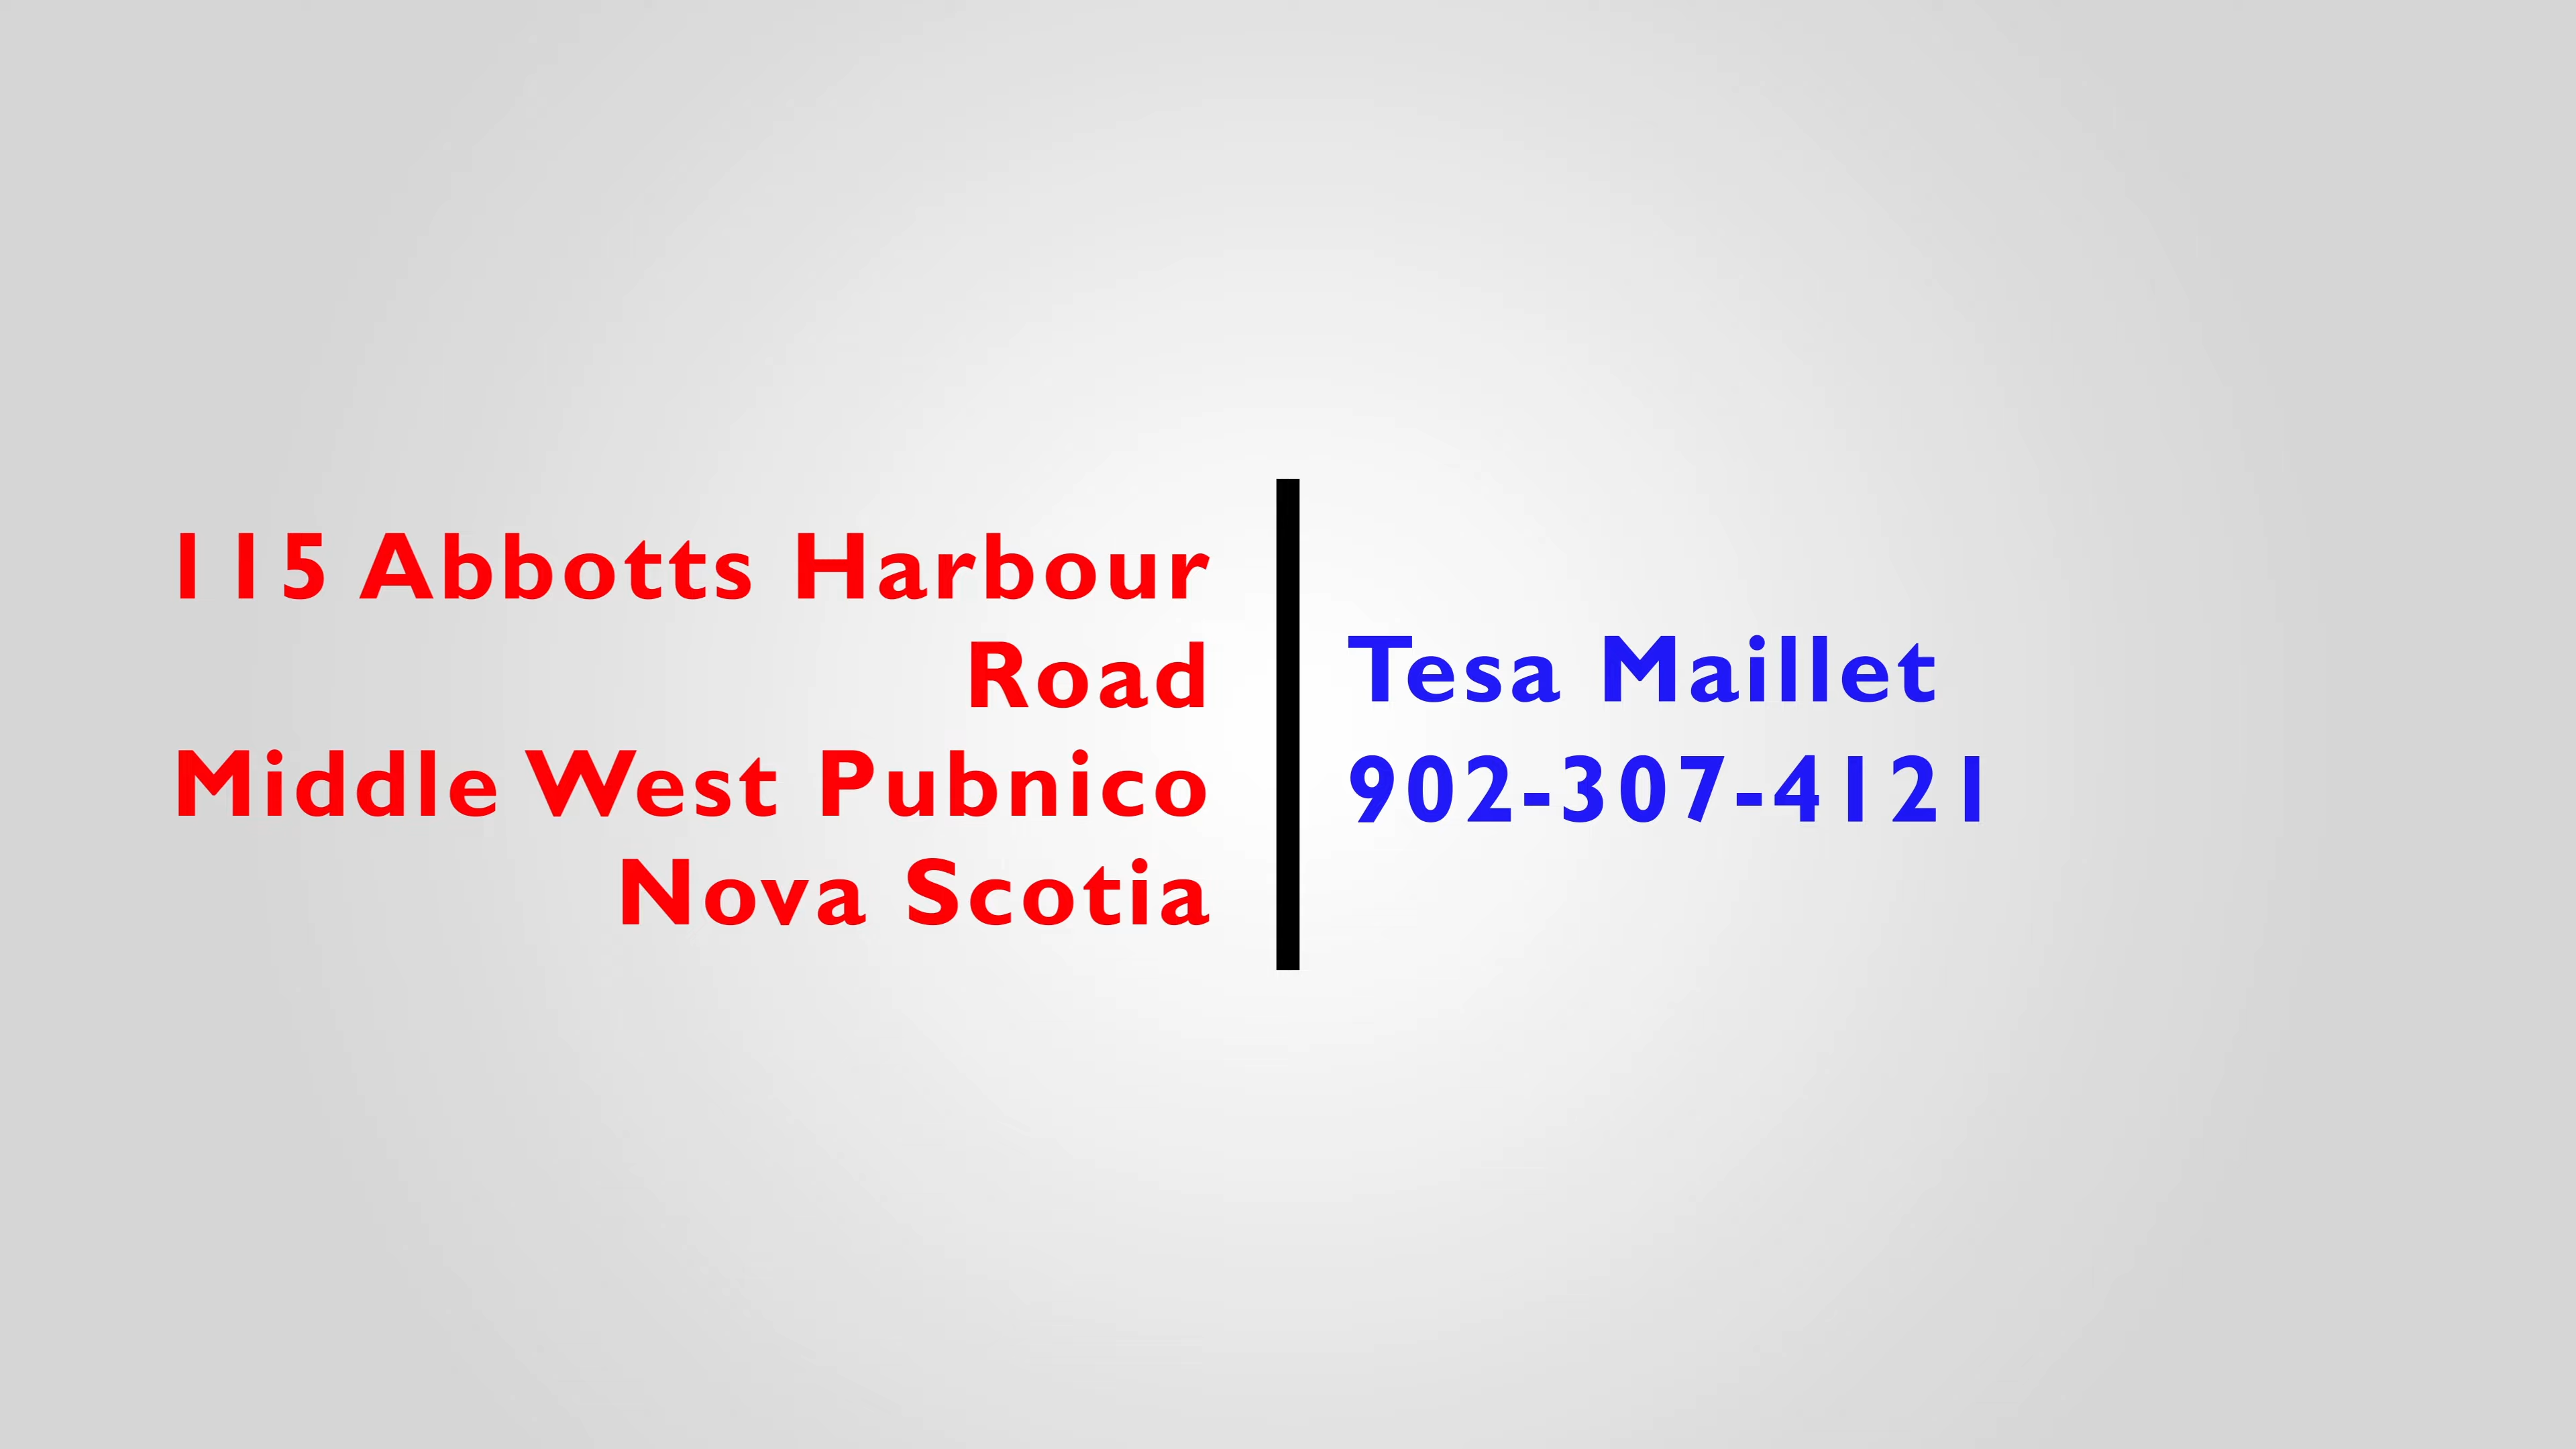 115 Abbotts Harbour
Road
Middle West Pubnico
Nova Scotia
Tesa Maillet
902-307-4121